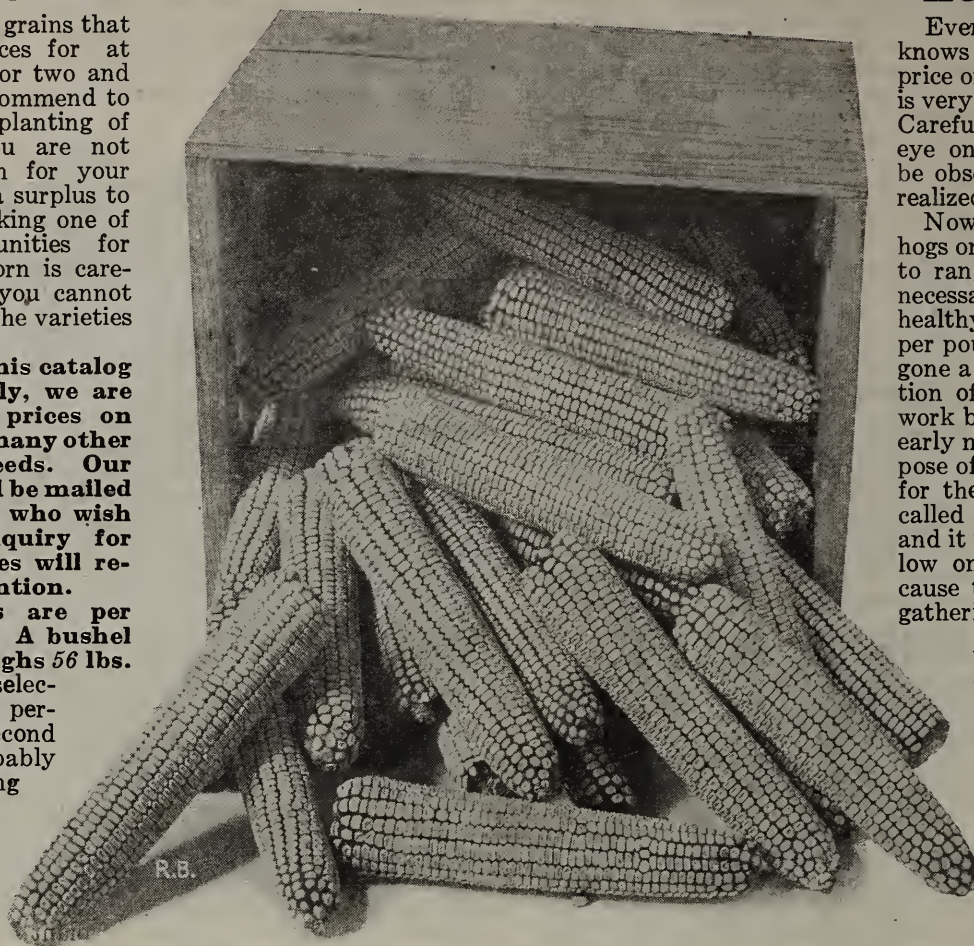 grains that
ces for at
or two and
ommend to
planting of
u are not
n for your
a surplus to
king one of
unities for
orn is care-
you cannot
he varieties
his catalog
ly, we are
prices on
many other
eeds. Our
l be mailed
who wish
quiry for
es will re-
ntion.
s are per
A bushel
ghs 56 lbs.
selec-
per-
econd
bably
ng
R.B.
Ever
knows
price o
is very
Carefu
eye on
be obse
realized
Now
hogs or
to ran
necessa
healthy
per pou
gone a
tion of
work b
early m
pose of
for the
called
and it
low or
cause
gather